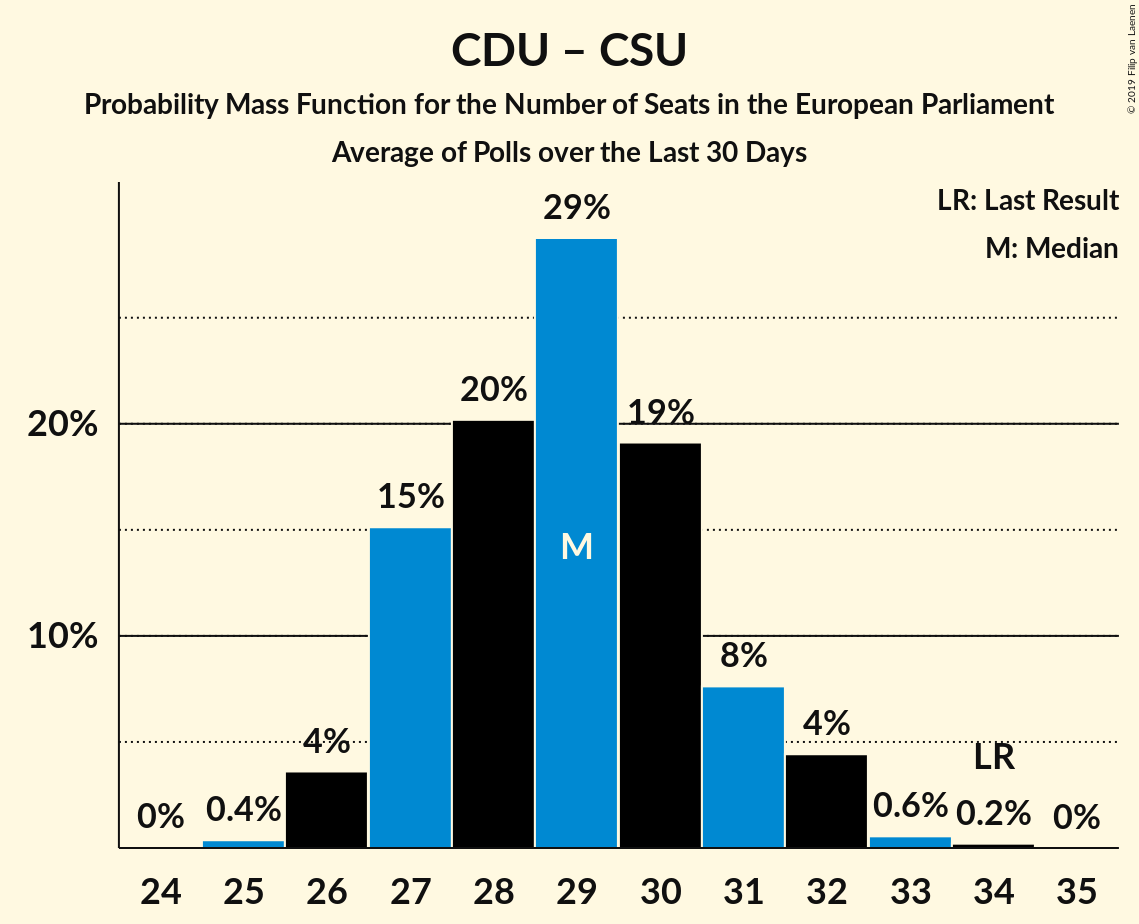 © 2019 Filip van Laenen
CDU – CSU
Probability Mass Function for the Number of Seats in the European Parliament
Average of Polls over the Last 30 Days
LR: Last Result
M: Median
29%
20%
19%
20%
15%
M
10%
8%
4%
4%
LR
0%
0.4%
0.6%
0.2%
0%
24 25 26 27 28 29 30 31 32 33 34 35